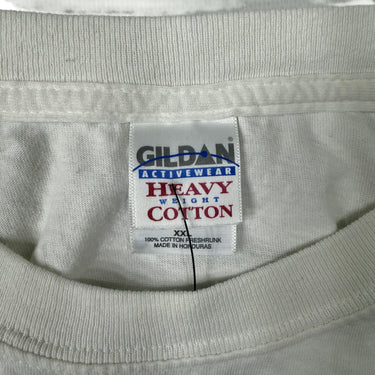 GILDAN®
ACTIVEWEAR
HEAVY
WEIGHT
COTTON
XXL
100% COTTON PRESHRUNK
MADE IN HONDURAS